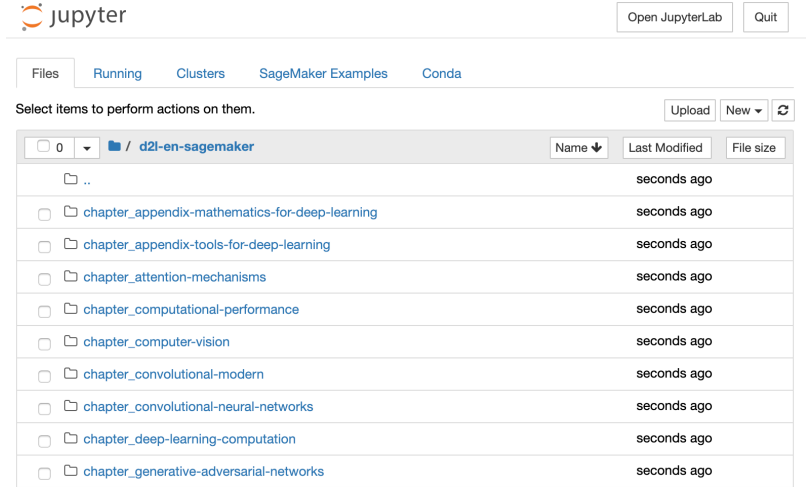 jupyter Open JupyterLab Quit
Files Running Clusters SageMaker Examples Conda
Select items to perform actions on them. Upload New
0 / d2l-en-sagemaker Name Last Modified File size
.. seconds ago
chapter_appendix-mathematics-for-deep-learning seconds ago
chapter_appendix-tools-for-deep-learning seconds ago
chapter_attention-mechanisms seconds ago
chapter_computational-performance seconds ago
chapter_computer-vision seconds ago
chapter_convolutional-modern seconds ago
chapter_convolutional-neural-networks seconds ago
chapter_deep-learning-computation seconds ago
chapter_generative-adversarial-networks seconds ago